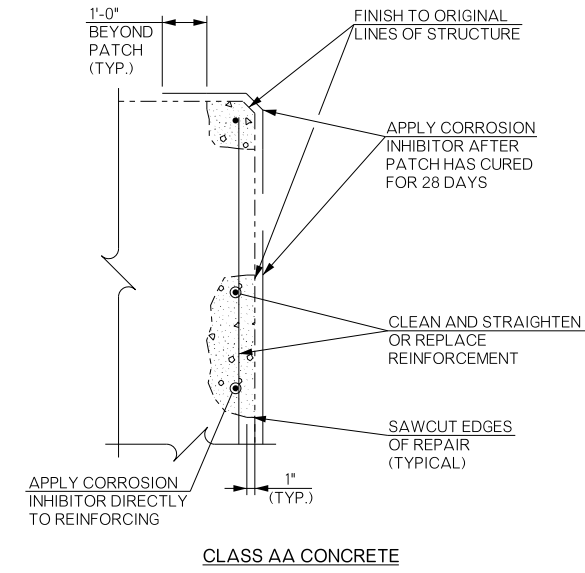 1'-0"
BEYOND
PATCH
(TYP.)
FINISH TO ORIGINAL
LINES OF STRUCTURE
APPLY CORROSION
INHIBITOR AFTER
PATCH HAS CURED
FOR 28 DAYS
CLEAN AND STRAIGHTEN
OR REPLACE
REINFORCEMENT
SAWCUT EDGES
OF REPAIR
(TYPICAL)
1"
(TYP.)
APPLY CORROSION
INHIBITOR DIRECTLY
TO REINFORCING
CLASS AA CONCRETE